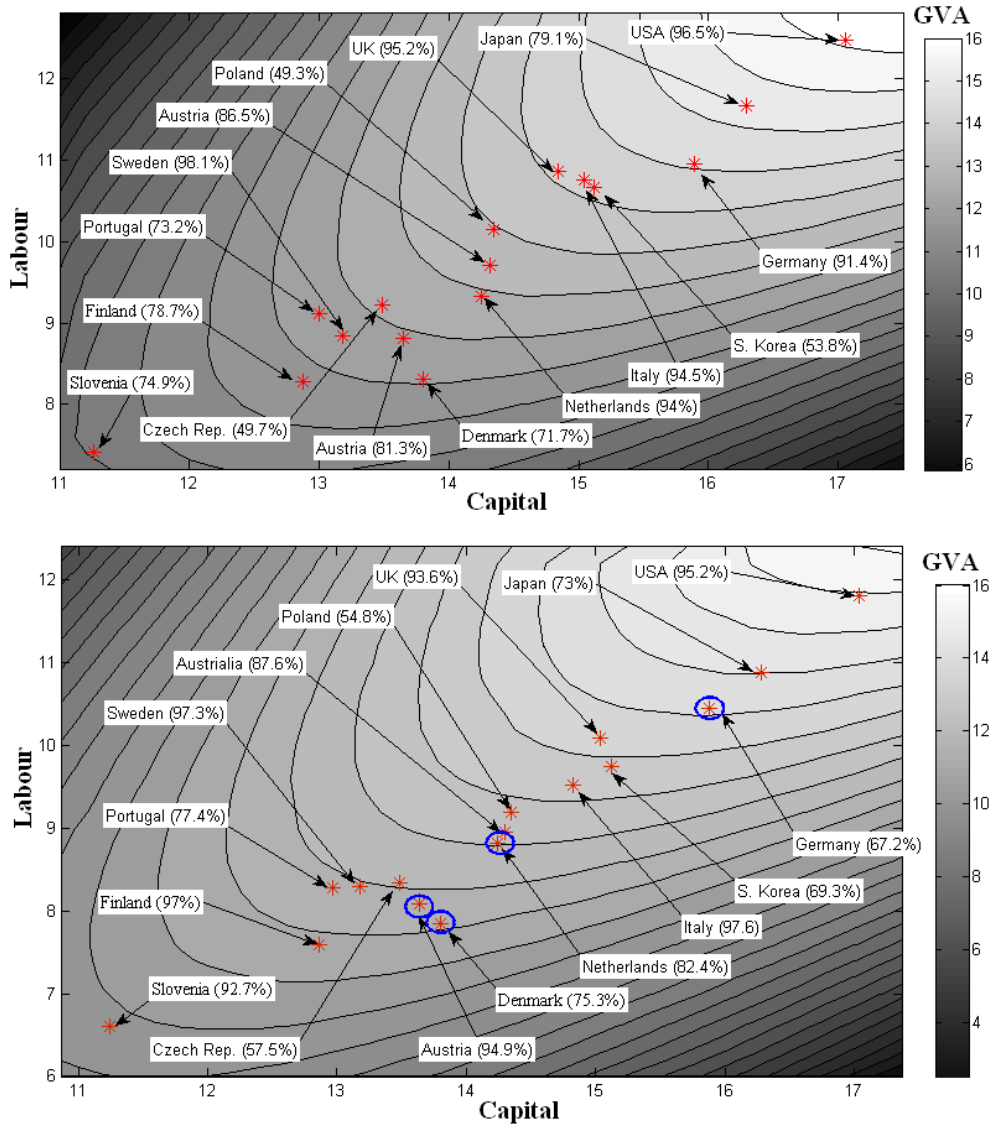 GVA
USA (96.5%)
Japan (79.1%)
UK (95.2%)
Poland (49.3%)
Austria (86.5%)
Sweden (98.1%)
Portugal (73.2%)
Finland (78.7%)
Slovenia (74.9%)
Czech Rep. (49.7%)
Austria (81.3%)
Denmark (71.7%)
Netherlands (94%)
Italy (94.5%)
S. Korea (53.8%)
Germany (91.4%)
Labour
12
11
10
9
8
11 12 13 14 15 16 17
Capital
16
15
14
13
12
11
10
9
8
7
6
GVA
USA (95.2%)
Japan (73%)
UK (93.6%)
Poland (54.8%)
Austrialia (87.6%)
Sweden (97.3%)
Portugal (77.4%)
Finland (97%)
Slovenia (92.7%)
Czech Rep. (57.5%)
Austria (94.9%)
Denmark (75.3%)
Netherlands (82.4%)
Italy (97.6)
S. Korea (69.3%)
Germany (67.2%)
Labour
12
11
10
9
8
7
6
11 12 13 14 15 16 17
Capital
16
14
12
10
8
6
4